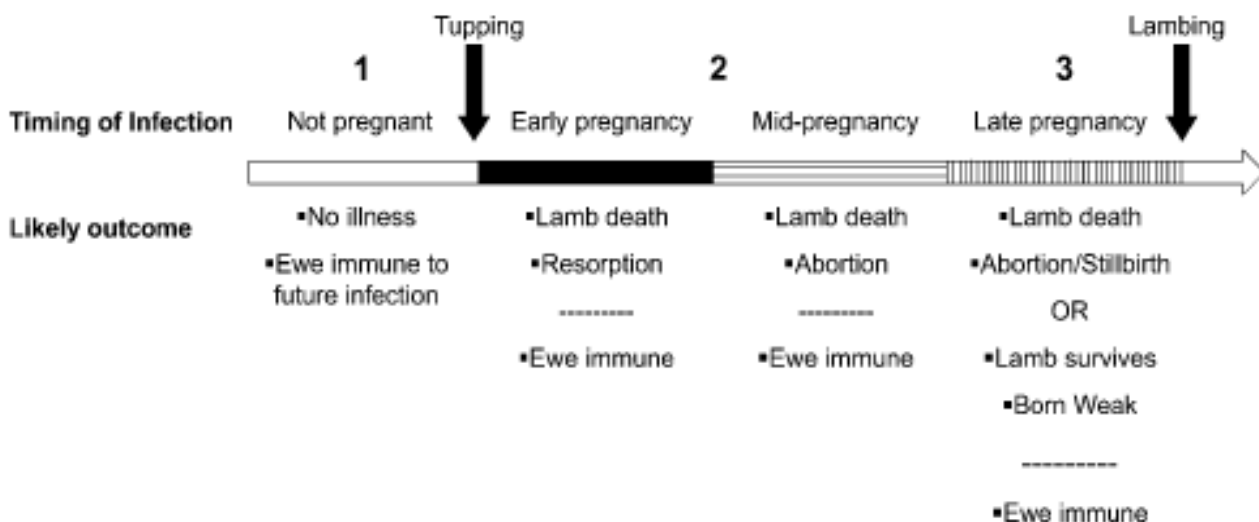 Tupping
Lambing
1
2
3
Timing of Infection
Not pregnant
Early pregnancy
Mid-pregnancy
Late pregnancy
Likely outcome
▪No illness
▪Ewe immune to
future infection
▪Lamb death
▪Resorption
---------
▪Ewe immune
▪Lamb death
▪Abortion
---------
▪Ewe immune
▪Lamb death
▪Abortion/Stillbirth
OR
▪Lamb survives
▪Born Weak
---------
▪Ewe immune